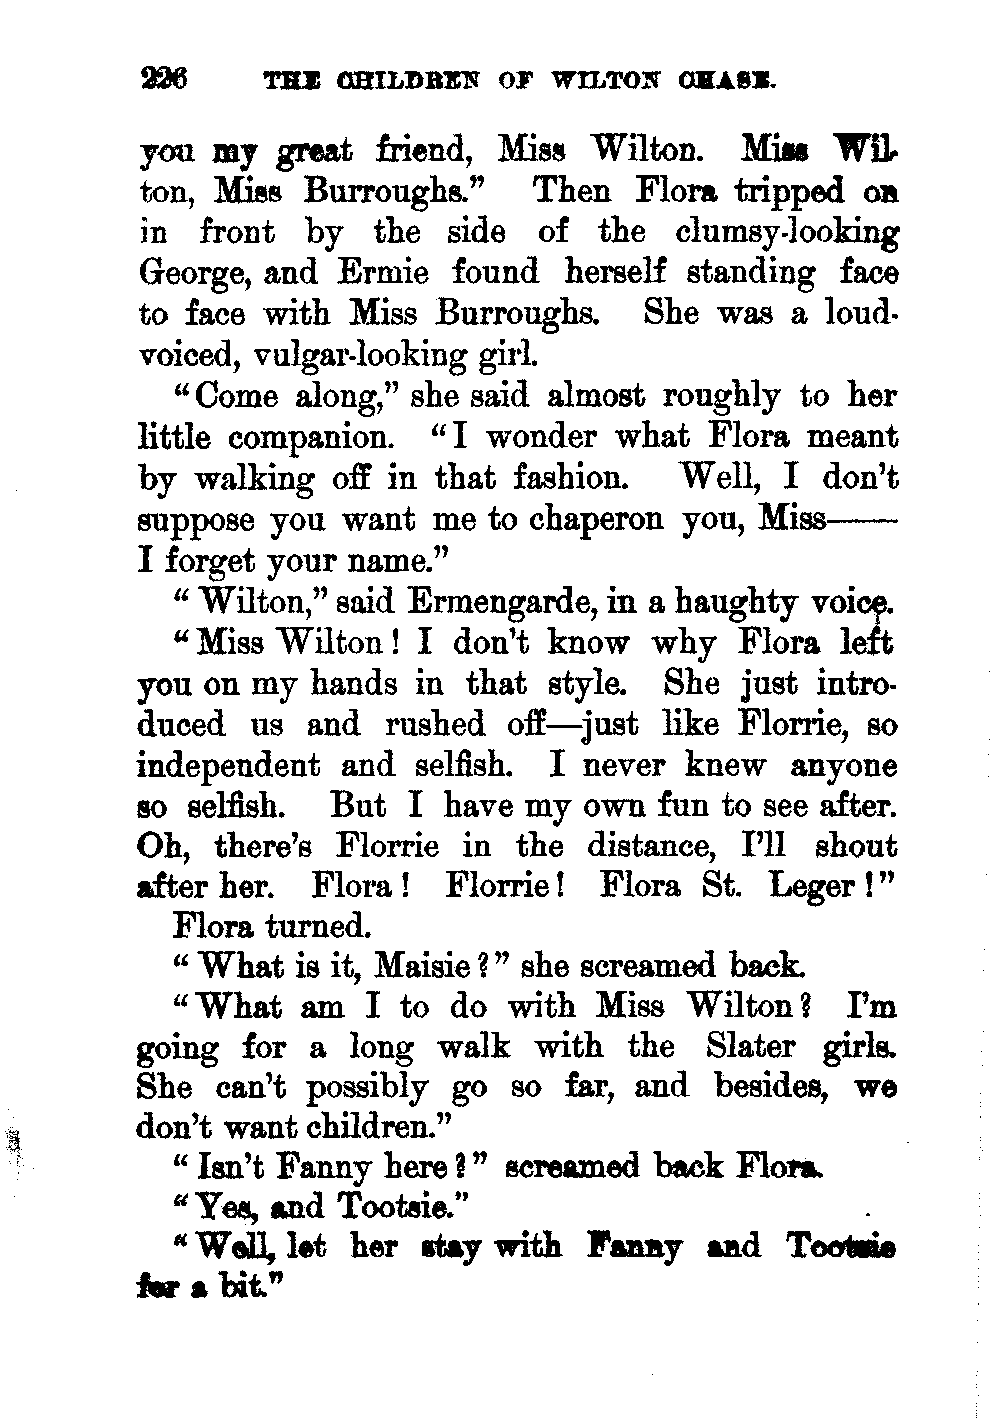 226 THE CHILDREN OF WILTON CHASE.
you my great friend, Miss Wilton. Miss Wil-
ton, Miss Burroughs.” Then Flora tripped on
in front by the side of the clumsy-looking
George, and Ermie found herself standing face
to face with Miss Burroughs. She was a loud-
voiced, vulgar-looking girl.
“Come along,” she said almost roughly to her
little companion. “I wonder what Flora meant
by walking off in that fashion. Well, I don’t
suppose you want me to chaperon you, Miss——
I forget your name.”
“Wilton,” said Ermengarde, in a haughty voice.
“Miss Wilton! I don’t know why Flora left
you on my hands in that style. She just intro-
duced us and rushed off—just like Florrie, so
independent and selfish. I never knew anyone
so selfish. But I have my own fun to see after.
Oh, there’s Florrie in the distance, I’ll shout
after her. Flora! Florrie! Flora St. Leger!”
Flora turned.
“What is it, Maisie?” she screamed back.
“What am I to do with Miss Wilton? I’m
going for a long walk with the Slater girls.
She can’t possibly go so far, and besides, we
don’t want children.”
“Isn’t Fanny here?” screamed back Flora.
“Yes, and Tootsie.”
“Well, let her stay with Fanny and Tootsie
for a bit.”